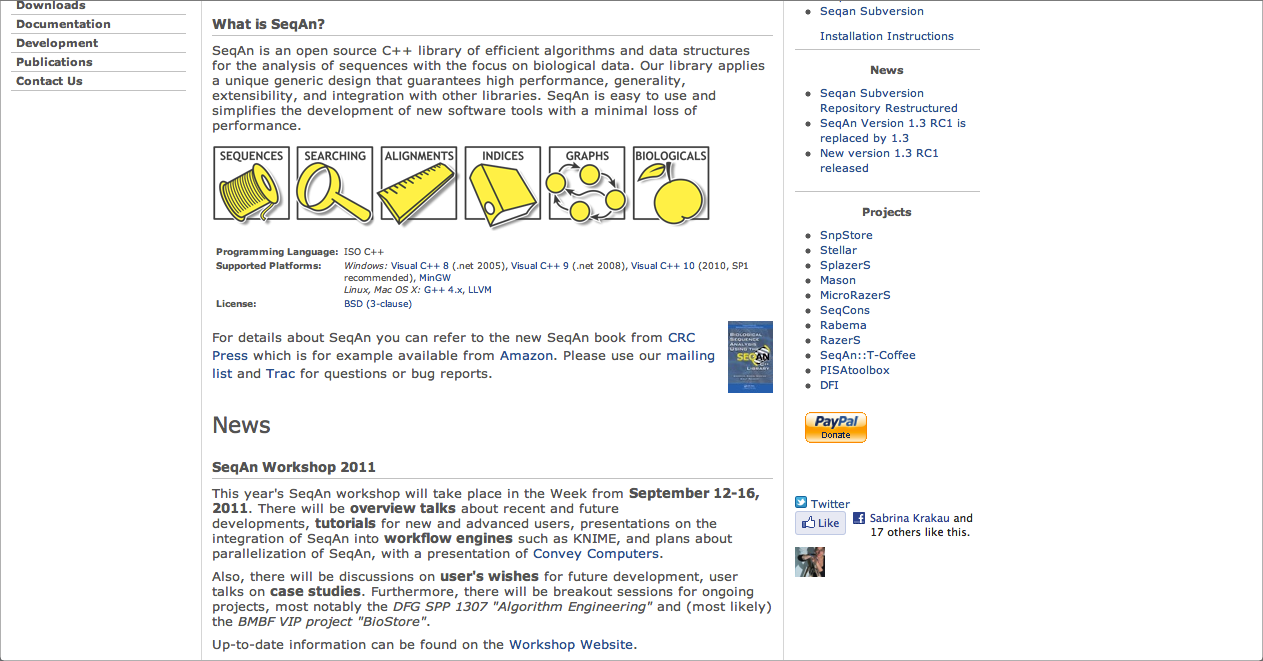 Downloads
Documentation
Development
Publications
Contact Us
What is SeqAn?
SeqAn is an open source C++ library of efficient algorithms and data structures
for the analysis of sequences with the focus on biological data. Our library applies
a unique generic design that guarantees high performance, generality,
extensibility, and integration with other libraries. SeqAn is easy to use and
simplifies the development of new software tools with a minimal loss of
performance.
SEQUENCES SEARCHING ALIGNMENTS INDICES GRAPHS BIOLOGICALS
Programming Language: ISO C++
Supported Platforms: Windows: Visual C++ 8 (.net 2005), Visual C++ 9 (.net 2008), Visual C++ 10 (2010, SP1
recommended), MinGW
Linux, Mac OS X: G++ 4.x, LLVM
License: BSD (3-clause)
For details about SeqAn you can refer to the new SeqAn book from CRC
Press which is for example available from Amazon. Please use our mailing
list and Trac for questions or bug reports.
BIOLOGICAL
SEQUENCE ANALYSIS
USING THE
SEQAN
C++
LIBRARY
News
SeqAn Workshop 2011
This year's SeqAn workshop will take place in the Week from September 12-16,
2011. There will be overview talks about recent and future
developments, tutorials for new and advanced users, presentations on the
integration of SeqAn into workflow engines such as KNIME, and plans about
parallelization of SeqAn, with a presentation of Convey Computers.
Also, there will be discussions on user's wishes for future development, user
talks on case studies. Furthermore, there will be breakout sessions for ongoing
projects, most notably the DFG SPP 1307 "Algorithm Engineering" and (most likely)
the BMBF VIP project "BioStore".
Up-to-date information can be found on the Workshop Website.
Seqan Subversion
Installation Instructions
News
Seqan Subversion
Repository Restructured
SeqAn Version 1.3 RC1 is
replaced by 1.3
New version 1.3 RC1
released
Projects
SnpStore
Stellar
SplazerS
Mason
MicroRazerS
SeqCons
Rabema
RazerS
SeqAn::T-Coffee
PISAtoolbox
DFI
PayPal
Donate
Twitter
Like
Sabrina Krakau and
17 others like this.